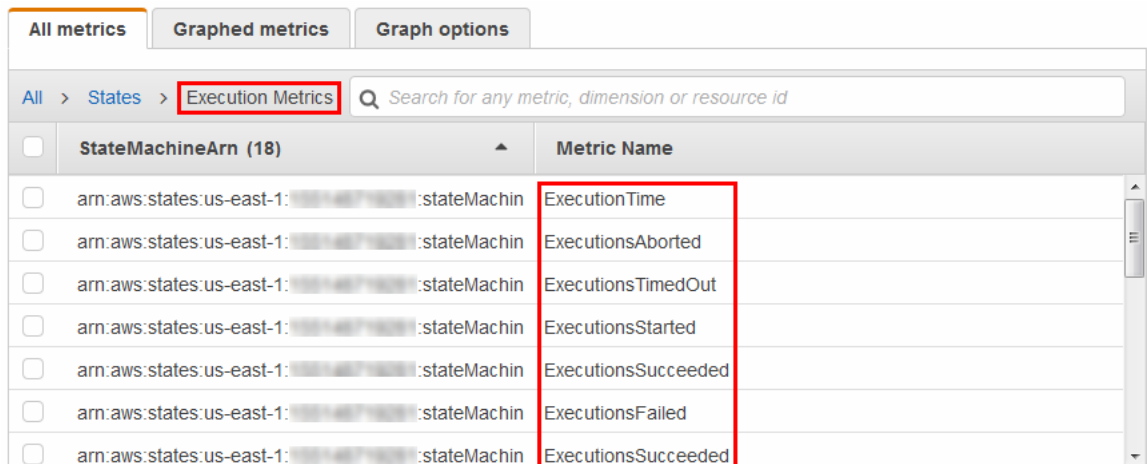 All metrics Graphed metrics Graph options
All > States > Execution Metrics Search for any metric, dimension or resource id
StateMachineArn (18) Metric Name
arn:aws:states:us-east-1: :stateMachin ExecutionTime
arn:aws:states:us-east-1: :stateMachin ExecutionsAborted
arn:aws:states:us-east-1: :stateMachin ExecutionsTimedOut
arn:aws:states:us-east-1: :stateMachin ExecutionsStarted
arn:aws:states:us-east-1: :stateMachin ExecutionsSucceeded
arn:aws:states:us-east-1: :stateMachin ExecutionsFailed
arn:aws:states:us-east-1: :stateMachin ExecutionsSucceeded